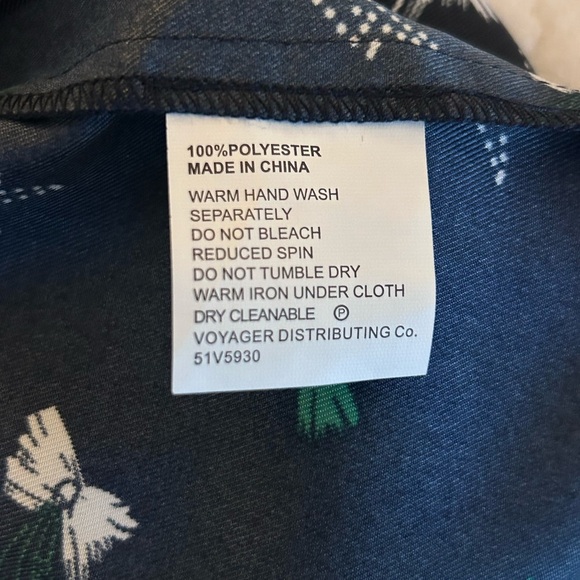 100%POLYESTER
MADE IN CHINA
WARM HAND WASH
SEPARATELY
DO NOT BLEACH
REDUCED SPIN
DO NOT TUMBLE DRY
WARM IRON UNDER CLOTH
DRY CLEANABLE Ⓟ
VOYAGER DISTRIBUTING Co.
51V5930